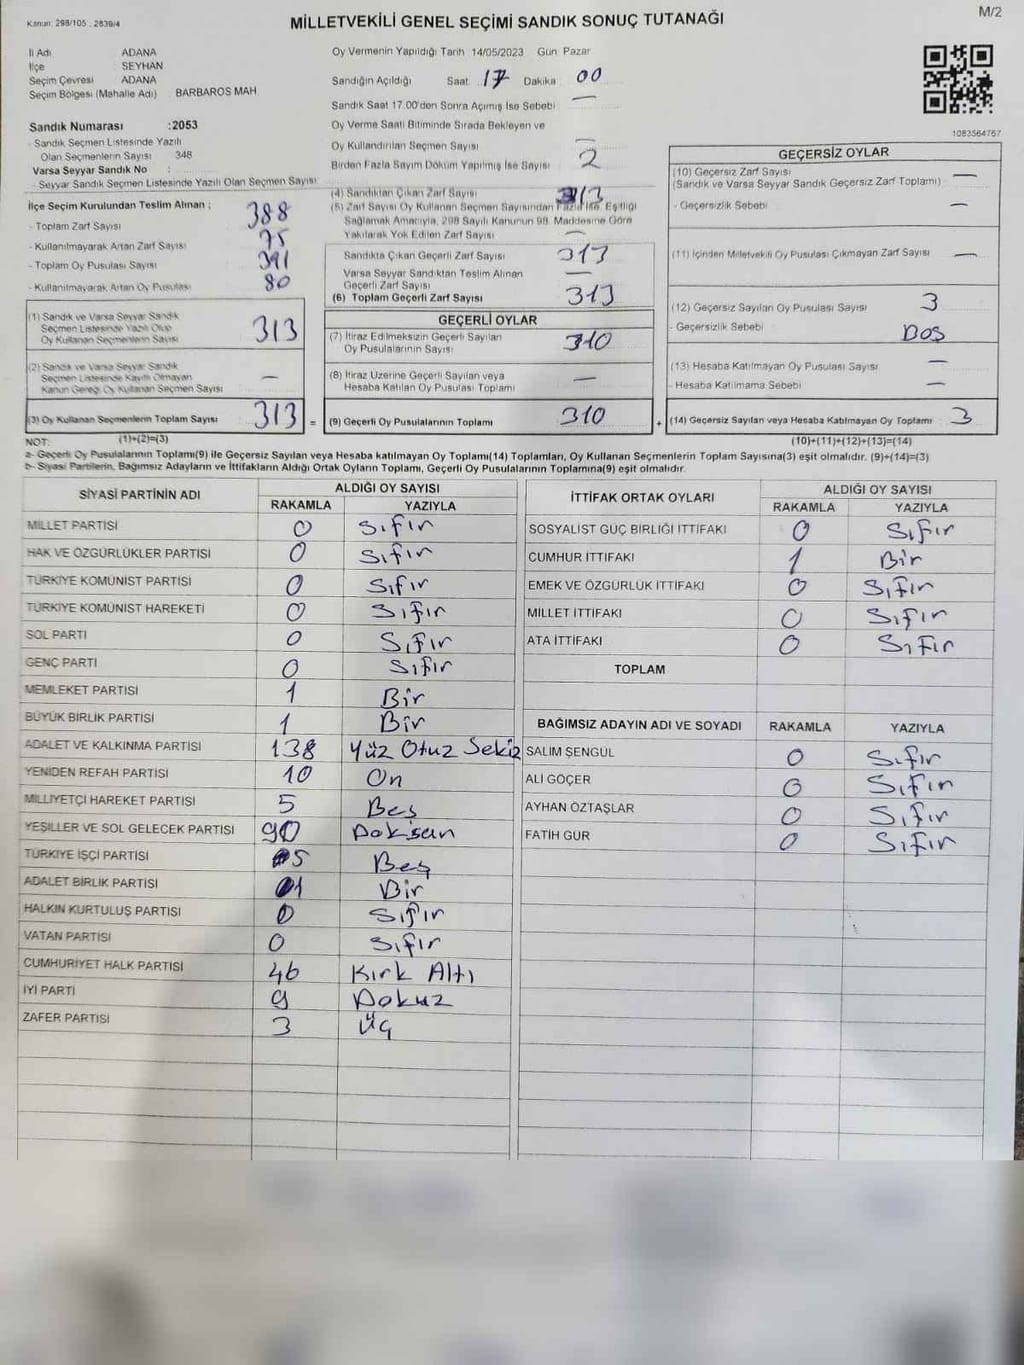 Kanun: 298/105 . 2839/4
MİLLETVEKİLİ GENEL SEÇİMİ SANDIK SONUÇ TUTANAĞI
M/2
İl Adı ADANA
İlçe SEYHAN
Seçim Çevresi ADANA
Seçim Bölgesi (Mahalle Adı) BARBAROS MAH
Sandık Numarası :2053
- Sandık Seçmen Listesinde Yazılı
Olan Seçmenlerin Sayısı 348
Varsa Seyyar Sandık No :
- Seyyar Sandık Seçmen Listesinde Yazılı Olan Seçmen Sayısı
Oy Vermenin Yapıldığı Tarih 14/05/2023 Gün Pazar
Sandığın Açıldığı Saat 17 Dakika 00
Sandık Saat 17.00'den Sonra Açımış İse Sebebi —
Oy Verme Saati Bitiminde Sırada Bekleyen ve
Oy Kullandırılan Seçmen Sayısı —
Birden Fazla Sayım Döküm Yapılmış İse Sayısı 2
1083564767
İlçe Seçim Kurulundan Teslim Alınan ;
- Toplam Zarf Sayısı 388
- Kullanılmayarak Artan Zarf Sayısı 75
- Toplam Oy Pusulası Sayısı 391
- Kullanılmayarak Artan Oy Pusulası 80
(1) Sandık ve Varsa Seyyar Sandık
Seçmen Listesinde Yazılı Olup
Oy Kullanan Seçmenlerin Sayısı 313
(2) Sandık ve Varsa Seyyar Sandık
Seçmen Listesinde Kayıtlı Olmayan
Kanun Gereği Oy Kullanan Seçmen Sayısı —
(3) Oy Kullanan Seçmenlerin Toplam Sayısı 313 =
(1)+(2)=(3)
(4) Sandıktan Çıkan Zarf Sayısı 313
(5) Zarf Sayısı Oy Kullanan Seçmen Sayısından Fazla İse, Eşitliği
Sağlamak Amacıyla, 298 Sayılı Kanunun 98. Maddesine Göre
Yakılarak Yok Edilen Zarf Sayısı —
Sandıkta Çıkan Geçerli Zarf Sayısı 313
Varsa Seyyar Sandıktan Teslim Alınan
Geçerli Zarf Sayısı —
(6) Toplam Geçerli Zarf Sayısı 313
GEÇERLİ OYLAR
(7) İtiraz Edilmeksizin Geçerli Sayılan
Oy Pusulalarının Sayısı 310
(8) İtiraz Üzerine Geçerli Sayılan veya
Hesaba Katılan Oy Pusulası Toplamı —
(9) Geçerli Oy Pusulalarının Toplamı 310 +
GEÇERSİZ OYLAR
(10) Geçersiz Zarf Sayısı
(Sandık ve Varsa Seyyar Sandık Geçersiz Zarf Toplamı) —
- Geçersizlik Sebebi —
(11) İçinden Milletvekili Oy Pusulası Çıkmayan Zarf Sayısı —
(12) Geçersiz Sayılan Oy Pusulası Sayısı 3
- Geçersizlik Sebebi
(13) Hesaba Katılmayan Oy Pusulası Sayısı —
- Hesaba Katılmama Sebebi —
(14) Geçersiz Sayılan veya Hesaba Katılmayan Oy Toplamı 3
(10)+(11)+(12)+(13)=(14)
NOT:
a- Geçerli Oy Pusulalarının Toplamı(9) ile Geçersiz Sayılan veya Hesaba katılmayan Oy Toplamı(14) Toplamları, Oy Kullanan Seçmenlerin Toplam Sayısına(3) eşit olmalıdır. (9)+(14)=(3)
b- Siyasi Partilerin, Bağımsız Adayların ve İttifakların Aldığı Ortak Oyların Toplamı, Geçerli Oy Pusulalarının Toplamına(9) eşit olmalıdır.
SİYASİ PARTİNİN ADI ALDIĞI OY SAYISI
RAKAMLA YAZIYLA
MİLLET PARTİSİ 0 Sıfır
HAK VE ÖZGÜRLÜKLER PARTİSİ 0 Sıfır
TÜRKİYE KOMÜNİST PARTİSİ 0 Sıfır
TÜRKİYE KOMÜNİST HAREKETİ 0 Sıfır
SOL PARTİ 0 Sıfır
GENÇ PARTİ 0 Sıfır
MEMLEKET PARTİSİ 1 Bir
BÜYÜK BİRLİK PARTİSİ 1 Bir
ADALET VE KALKINMA PARTİSİ 138 Yüz Otuz Sekiz
YENİDEN REFAH PARTİSİ 10 On
MİLLİYETÇİ HAREKET PARTİSİ 5 Beş
YEŞİLLER VE SOL GELECEK PARTİSİ 90 Doksan
TÜRKİYE İŞÇİ PARTİSİ 5 Beş
ADALET BİRLİK PARTİSİ 1 Bir
HALKIN KURTULUŞ PARTİSİ 0 Sıfır
VATAN PARTİSİ 0 Sıfır
CUMHURİYET HALK PARTİSİ 46 Kırk Altı
İYİ PARTİ 9 Dokuz
ZAFER PARTİSİ 3 Üç
İTTİFAK ORTAK OYLARI ALDIĞI OY SAYISI
RAKAMLA YAZIYLA
SOSYALİST GÜÇ BİRLİĞİ İTTİFAKI 0 Sıfır
CUMHUR İTTİFAKI 1 Bir
EMEK VE ÖZGÜRLÜK İTTİFAKI 0 Sıfır
MİLLET İTTİFAKI 0 Sıfır
ATA İTTİFAKI 0 Sıfır
TOPLAM
BAĞIMSIZ ADAYIN ADI VE SOYADI RAKAMLA YAZIYLA
SALİM ŞENGÜL 0 Sıfır
ALİ GÖÇER 0 Sıfır
AYHAN ÖZTAŞLAR 0 Sıfır
FATİH GÜR 0 Sıfır